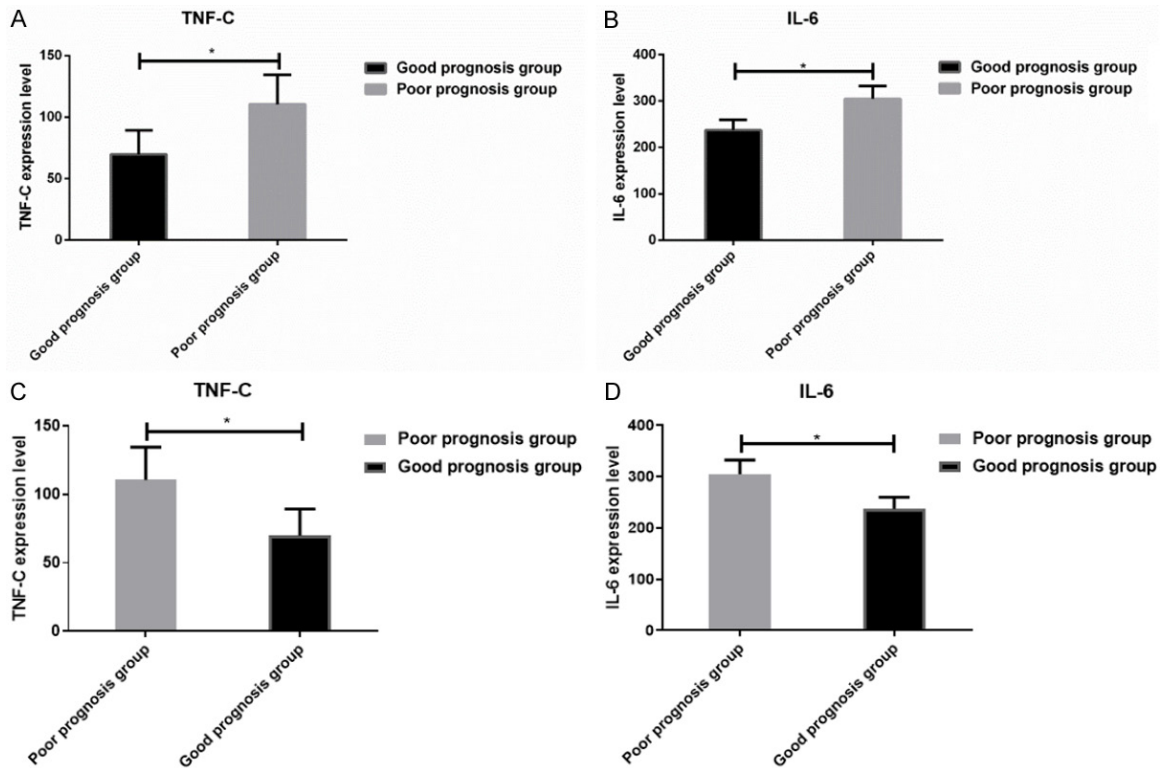 A
TNF-C
TNF-C expression level
150
100
50
0
*
Good prognosis group
Poor prognosis group
Good prognosis group
Poor prognosis group
B
IL-6
IL-6 expression level
400
300
200
100
0
*
Good prognosis group
Poor prognosis group
Good prognosis group
Poor prognosis group
C
TNF-C
TNF-C expression level
150
100
50
0
*
Poor prognosis group
Good prognosis group
Poor prognosis group
Good prognosis group
D
IL-6
IL-6 expression level
400
300
200
100
0
*
Poor prognosis group
Good prognosis group
Poor prognosis group
Good prognosis group